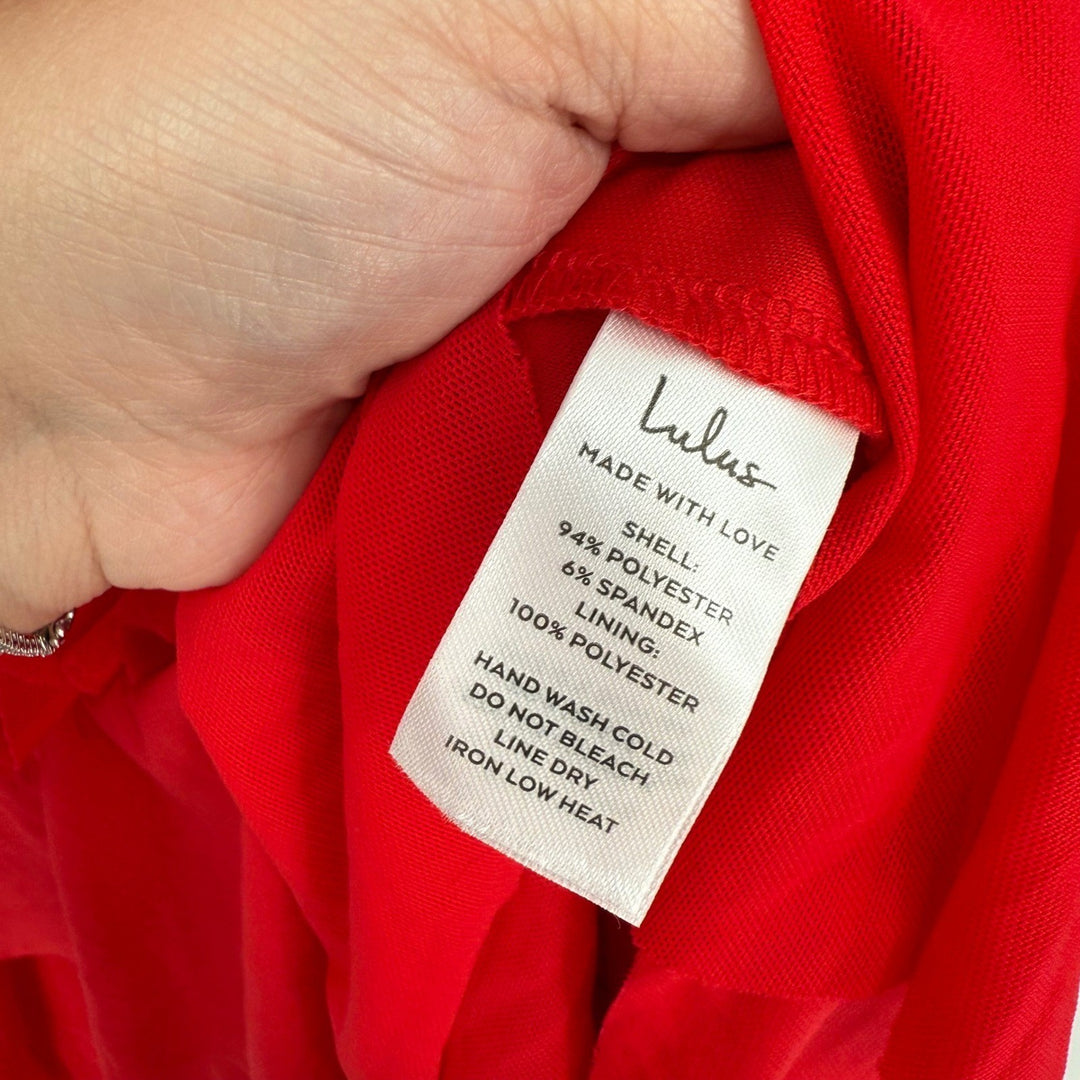 Lulus
MADE WITH LOVE
SHELL:
94% POLYESTER
6% SPANDEX
LINING:
100% POLYESTER
HAND WASH COLD
DO NOT BLEACH
LINE DRY
IRON LOW HEAT